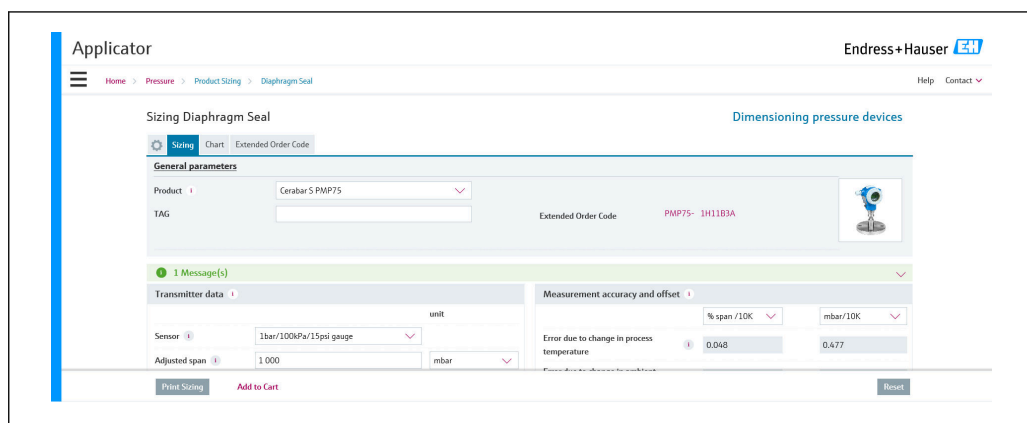 Applicator
Endress+Hauser EH
Home > Pressure > Product Sizing > Diaphragm Seal
Help Contact
Sizing Diaphragm Seal
Dimensioning pressure devices
Sizing Chart Extended Order Code
General parameters
Product i Cerabar S PMP75
TAG
Extended Order Code PMP75- 1H11B3A
i 1 Message(s)
Transmitter data i
Measurement accuracy and offset i
unit
% span /10K mbar/10K
Sensor i 1bar/100kPa/15psi gauge
Error due to change in process
temperature i 0.048 0.477
Adjusted span i 1 000 mbar
Print Sizing Add to Cart Reset